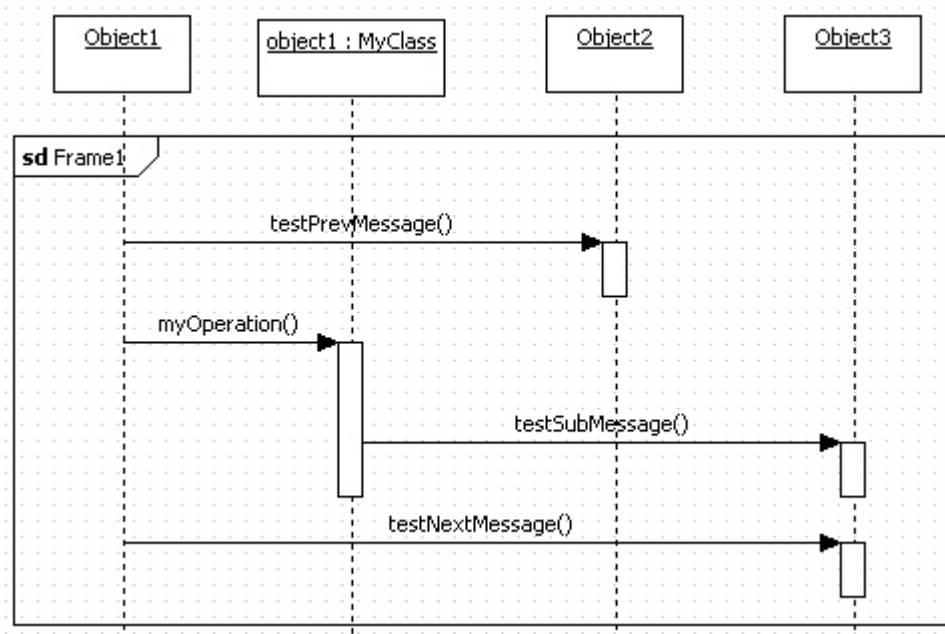 Object1
object1 : MyClass
Object2
Object3
sd Frame1
testPrevMessage()
myOperation()
testSubMessage()
testNextMessage()